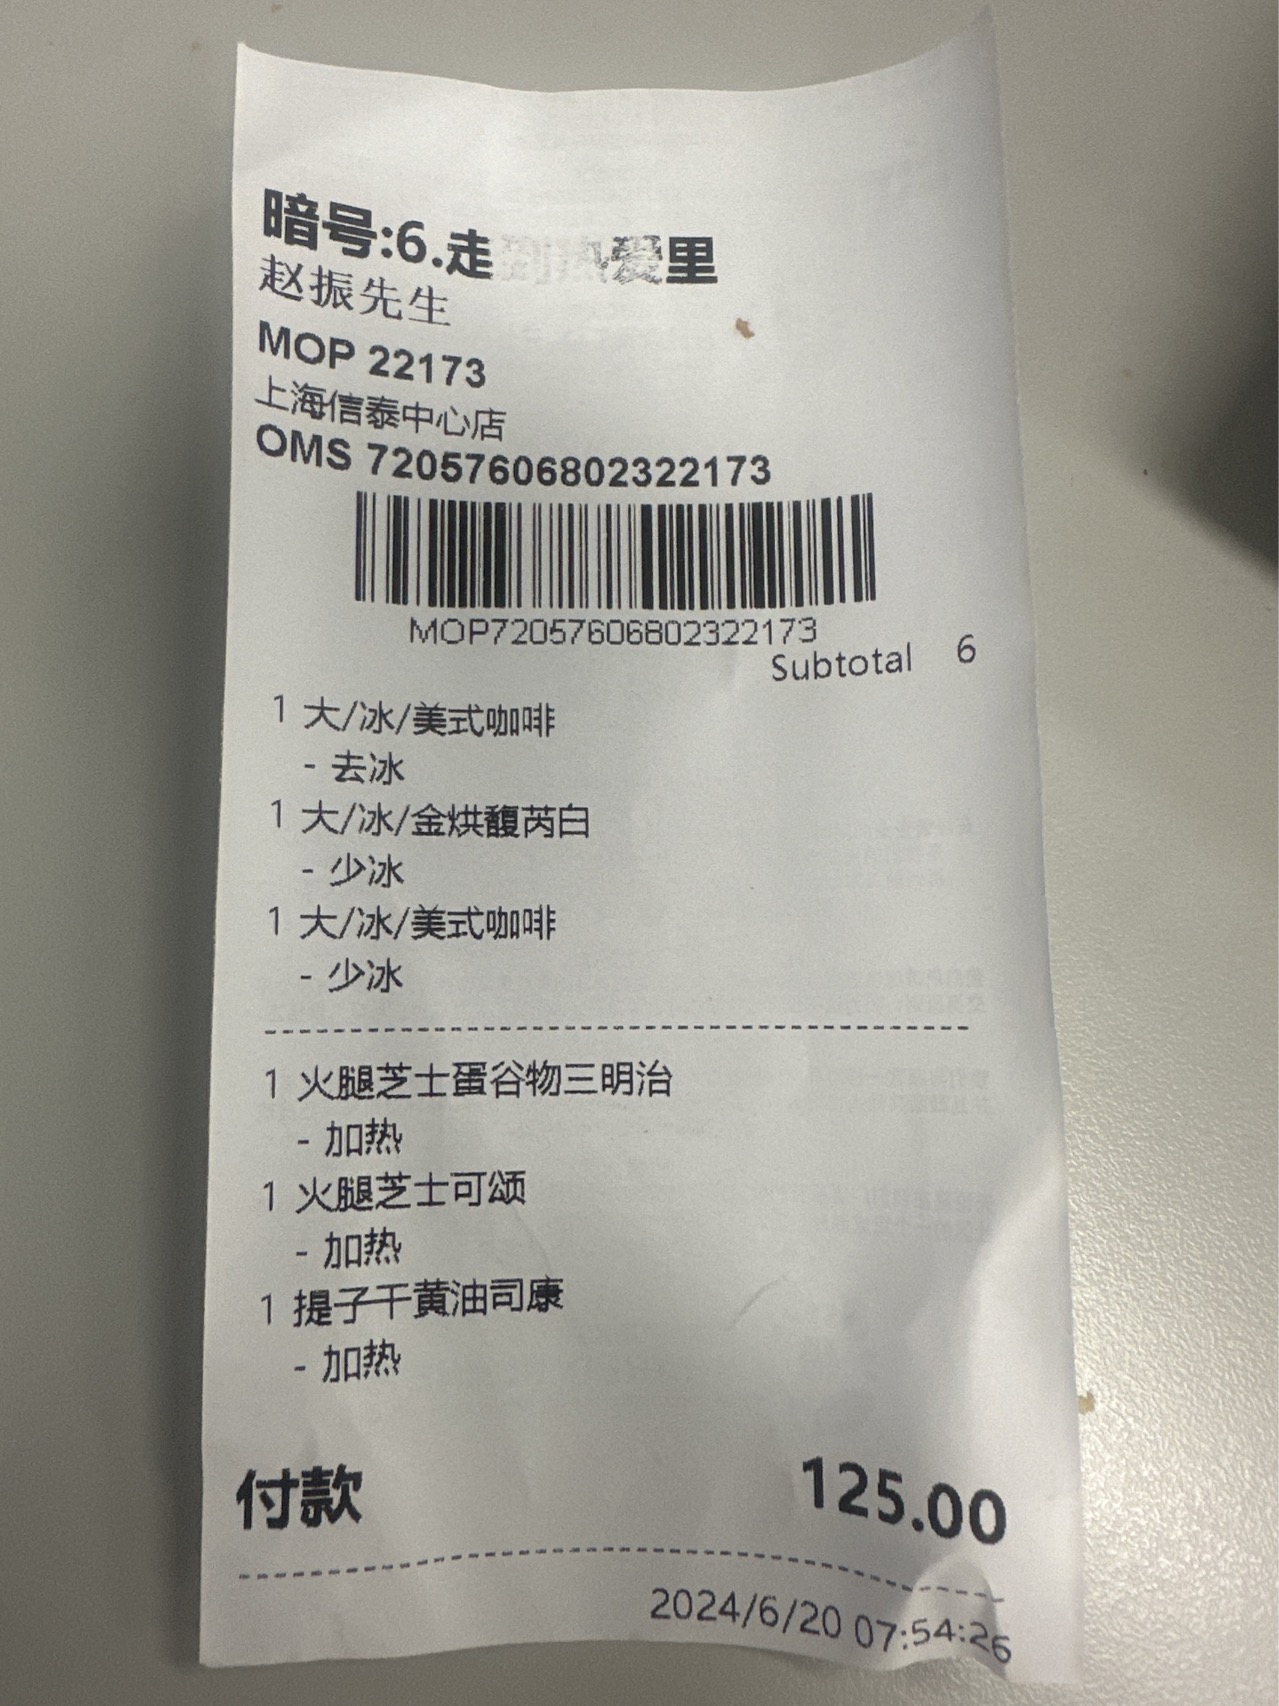 暗号:6.走到热爱里
赵振先生
MOP 22173
上海信泰中心店
OMS 72057606802322173
MOP72057606802322173
Subtotal 6
1 大/冰/美式咖啡
- 去冰
1 大/冰/金烘馥芮白
- 少冰
1 大/冰/美式咖啡
- 少冰
1 火腿芝士蛋谷物三明治
- 加热
1 火腿芝士可颂
- 加热
1 提子干黄油司康
- 加热
付款 125.00
2024/6/20 07:54:26